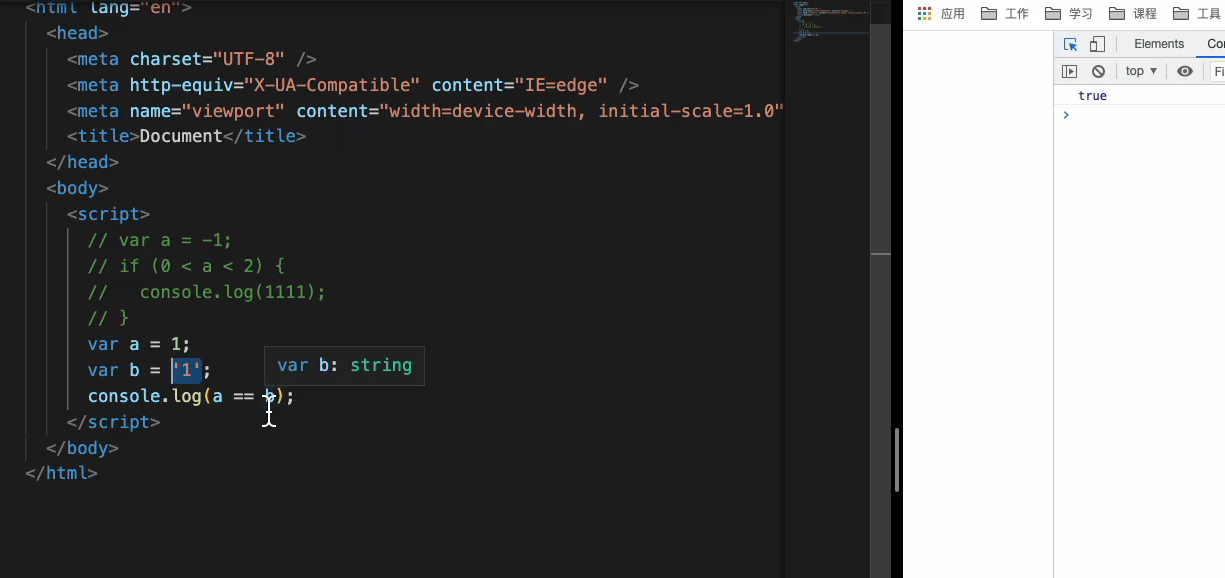 <html lang="en">
<head>
<meta charset="UTF-8" />
<meta http-equiv="X-UA-Compatible" content="IE=edge" />
<meta name="viewport" content="width=device-width, initial-scale=1.0"
<title>Document</title>
</head>
<body>
<script>
// var a = -1;
// if (0 < a < 2) {
//   console.log(1111);
// }
var a = 1;
var b = '1';
var b: string
console.log(a == b);
</script>
</body>
</html>
应用 工作 学习 课程 工具
Elements Co
top Fi
true